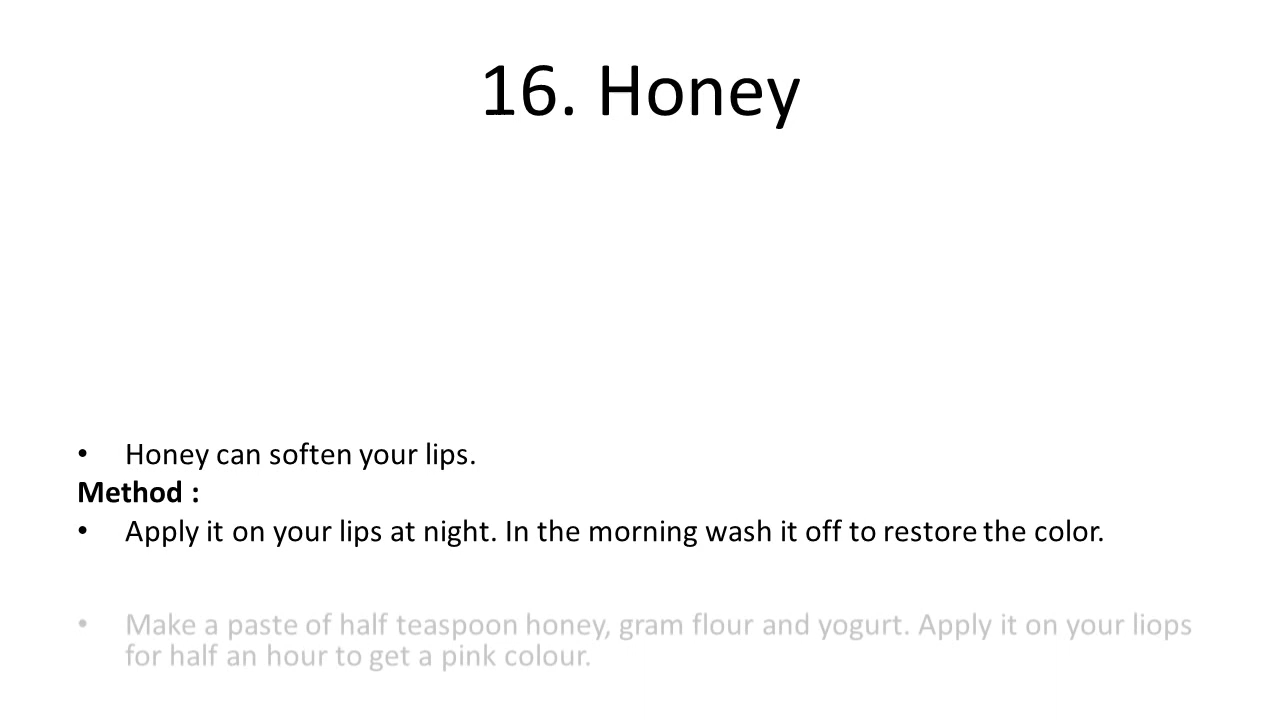 16. Honey
• Honey can soften your lips.
Method :
• Apply it on your lips at night. In the morning wash it off to restore the color.
• Make a paste of half teaspoon honey, gram flour and yogurt. Apply it on your liops
for half an hour to get a pink colour.